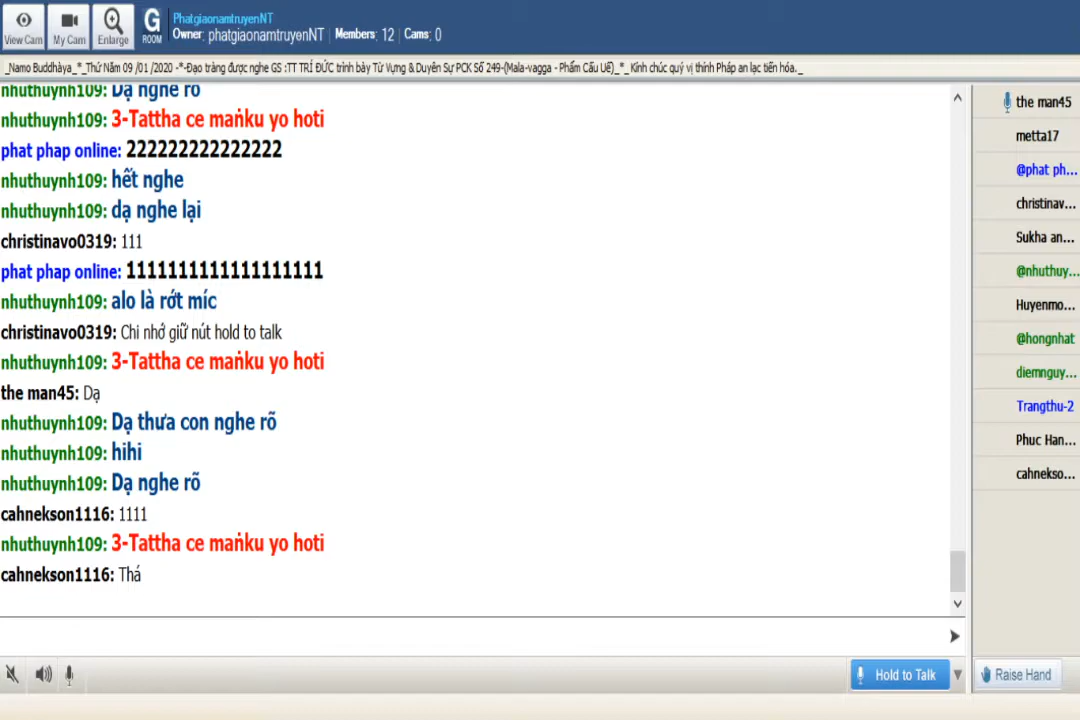 View Cam
My Cam
Enlarge
G
ROOM
PhatgiaonamtruyenNT
Owner: phatgiaonamtruyenNT | Members: 12 | Cams: 0
_Namo Buddhàya_*_Thứ Năm 09 /01 /2020 -*-Đạo tràng được nghe GS :TT TRÍ ĐỨC trình bày Từ Vựng & Duyên Sự PCK Số 249-(Mala-vagga - Phẩm Cấu Uế)_*_ Kính chúc quý vị thính Pháp an lạc tiến hóa._
nhuthuynh109: Dạ nghe rõ
nhuthuynh109: 3-Tattha ce maṅku yo hoti
phat phap online: 222222222222222
nhuthuynh109: hết nghe
nhuthuynh109: dạ nghe lại
christinavo0319: 111
phat phap online: 1111111111111111111
nhuthuynh109: alo là rớt míc
christinavo0319: Chi nhớ giữ nút hold to talk
nhuthuynh109: 3-Tattha ce maṅku yo hoti
the man45: Dạ
nhuthuynh109: Dạ thưa con nghe rõ
nhuthuynh109: hihi
nhuthuynh109: Dạ nghe rõ
cahnekson1116: 1111
nhuthuynh109: 3-Tattha ce maṅku yo hoti
cahnekson1116: Thá
the man45
metta17
@phat ph...
christinav...
Sukha an...
@nhuthuy...
Huyenmo...
@hongnhat
diemnguy...
Trangthu-2
Phuc Han...
cahnekso...
Hold to Talk
Raise Hand